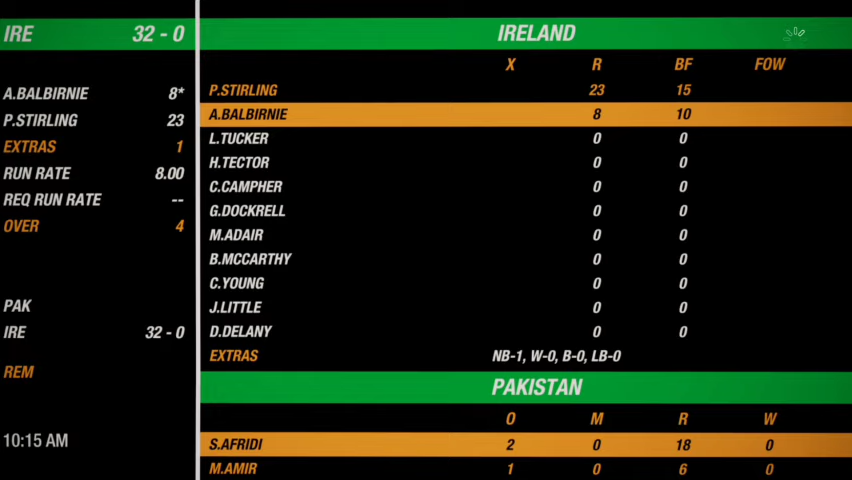 IRE 32 - 0
A.BALBIRNIE 8*
P.STIRLING 23
EXTRAS 1
RUN RATE 8.00
REQ RUN RATE --
OVER 4
PAK
IRE 32 - 0
REM
10:15 AM
IRELAND
X R BF FOW
P.STIRLING 23 15
A.BALBIRNIE 8 10
L.TUCKER 0 0
H.TECTOR 0 0
C.CAMPHER 0 0
G.DOCKRELL 0 0
M.ADAIR 0 0
B.MCCARTHY 0 0
C.YOUNG 0 0
J.LITTLE 0 0
D.DELANY 0 0
EXTRAS NB-1, W-0, B-0, LB-0
PAKISTAN
O M R W
S.AFRIDI 2 0 18 0
M.AMIR 1 0 6 0